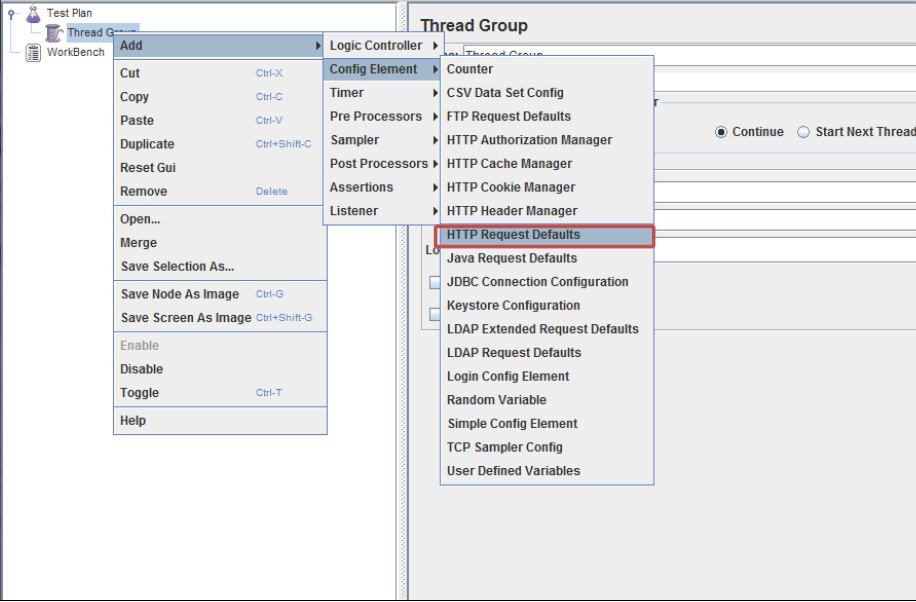 Test Plan
Thread Group
WorkBench
Add
Cut Ctrl-X
Copy Ctrl-C
Paste Ctrl-V
Duplicate Ctrl+Shift-C
Reset Gui
Remove Delete
Open...
Merge
Save Selection As...
Save Node As Image Ctrl-G
Save Screen As Image Ctrl+Shift-G
Enable
Disable
Toggle Ctrl-T
Help
Logic Controller
Config Element
Timer
Pre Processors
Sampler
Post Processors
Assertions
Listener
Counter
CSV Data Set Config
FTP Request Defaults
HTTP Authorization Manager
HTTP Cache Manager
HTTP Cookie Manager
HTTP Header Manager
HTTP Request Defaults
Java Request Defaults
JDBC Connection Configuration
Keystore Configuration
LDAP Extended Request Defaults
LDAP Request Defaults
Login Config Element
Random Variable
Simple Config Element
TCP Sampler Config
User Defined Variables
Thread Group
Thread Group
Continue Start Next Thread
Lo